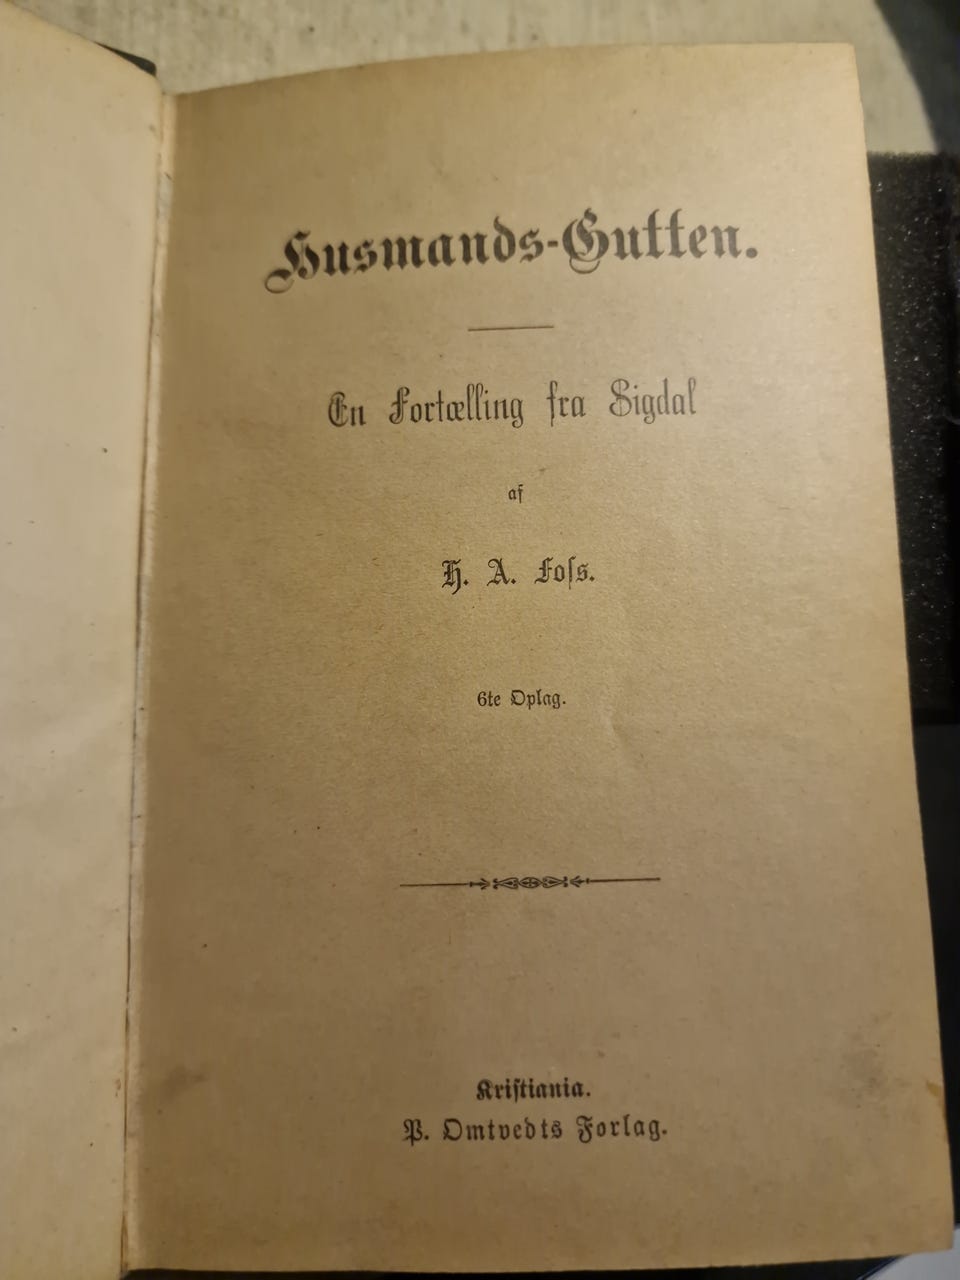 Husmands-Gutten.
En Fortælling fra Sigdal
af
H. A. Foſs.
6te Oplag.
Kriſtiania.
P. Omtvedts Forlag.